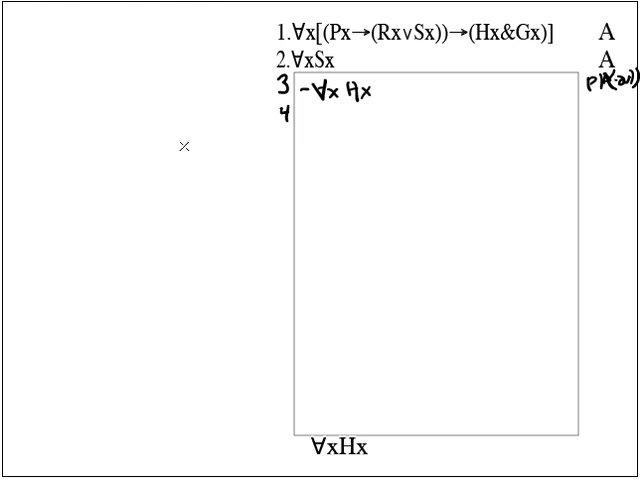 1.∀x[(Px→(Rx∨Sx))→(Hx&Gx)] A
2.∀xSx A
3 -∀x Hx
4
∀xHx